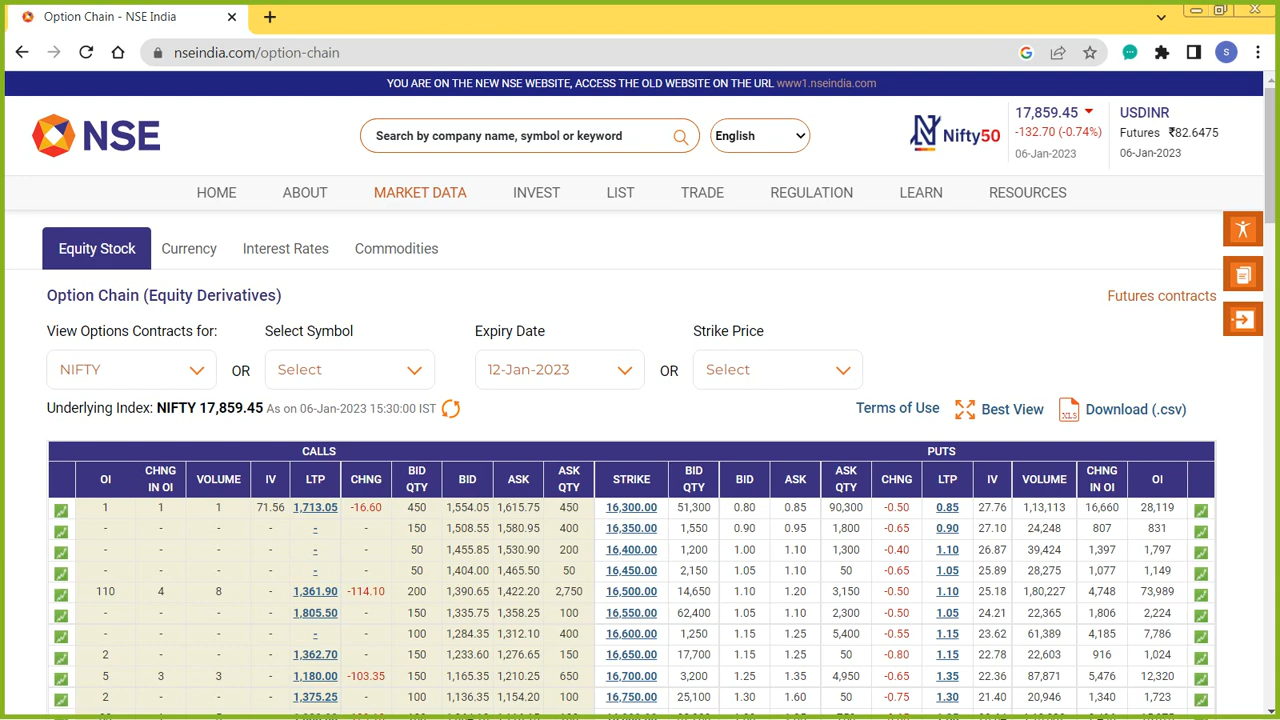 Option Chain - NSE India
nseindia.com/option-chain
S
YOU ARE ON THE NEW NSE WEBSITE, ACCESS THE OLD WEBSITE ON THE URL www1.nseindia.com
NSE
Search by company name, symbol or keyword
English
Nifty50
17,859.45
-132.70 (-0.74%)
06-Jan-2023
USDINR
Futures ₹82.6475
06-Jan-2023
HOME ABOUT MARKET DATA INVEST LIST TRADE REGULATION LEARN RESOURCES
Equity Stock Currency Interest Rates Commodities
Option Chain (Equity Derivatives) Futures contracts
View Options Contracts for: Select Symbol Expiry Date Strike Price
NIFTY OR Select 12-Jan-2023 OR Select
Underlying Index: NIFTY 17,859.45 As on 06-Jan-2023 15:30:00 IST Terms of Use Best View XLS Download (.csv)
CALLS PUTS
OI CHNG IN OI VOLUME IV LTP CHNG BID QTY BID ASK ASK QTY STRIKE BID QTY BID ASK ASK QTY CHNG LTP IV VOLUME CHNG IN OI OI
1 1 1 71.56 1,713.05 -16.60 450 1,554.05 1,615.75 450 16,300.00 51,300 0.80 0.85 90,300 -0.50 0.85 27.76 1,13,113 16,660 28,119
- - - - - - 150 1,508.55 1,580.95 400 16,350.00 1,550 0.90 1.10 1,800 -0.65 0.90 27.10 24,248 807 831
- - - - - - 50 1,455.85 1,530.90 200 16,400.00 1,200 1.00 1.10 1,300 -0.40 1.10 26.87 39,424 1,397 1,797
- - - - - - 50 1,404.00 1,465.50 50 16,450.00 2,150 1.05 1.10 50 -0.65 1.05 25.89 28,275 1,077 1,149
110 4 8 - 1,361.90 -114.10 200 1,390.65 1,422.20 2,750 16,500.00 14,650 1.10 1.20 3,150 -0.50 1.10 25.18 1,80,227 4,748 73,989
- - - - 1,805.50 - 150 1,335.75 1,358.25 100 16,550.00 62,400 1.05 1.10 2,300 -0.50 1.05 24.21 22,365 1,806 2,224
- - - - - - 100 1,284.35 1,312.10 400 16,600.00 1,250 1.15 1.25 5,400 -0.55 1.15 23.62 61,389 4,185 7,786
2 - - - 1,362.70 - 150 1,233.60 1,276.65 150 16,650.00 17,700 1.15 1.25 50 -0.80 1.15 22.78 22,603 916 1,024
5 3 3 - 1,180.00 -103.35 150 1,165.35 1,210.25 650 16,700.00 3,200 1.25 1.35 4,950 -0.65 1.35 22.36 87,871 5,476 12,320
2 - - - 1,375.25 - 100 1,136.35 1,154.20 100 16,750.00 25,100 1.30 1.60 50 -0.75 1.30 21.40 20,946 1,340 1,723